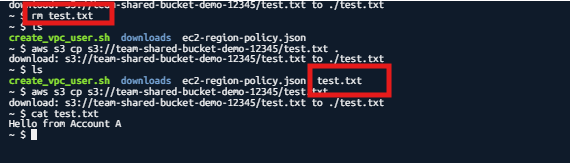 download: s3://team-shared-bucket-demo-12345/test.txt to ./test.txt
~ $ rm test.txt
~ $ ls
create_vpc_user.sh downloads ec2-region-policy.json
~ $ aws s3 cp s3://team-shared-bucket-demo-12345/test.txt .
download: s3://team-shared-bucket-demo-12345/test.txt to ./test.txt
~ $ ls
create_vpc_user.sh downloads ec2-region-policy.json test.txt
~ $ aws s3 cp s3://team-shared-bucket-demo-12345/test.txt
download: s3://team-shared-bucket-demo-12345/test.txt to ./test.txt
~ $ cat test.txt
Hello from Account A
~ $